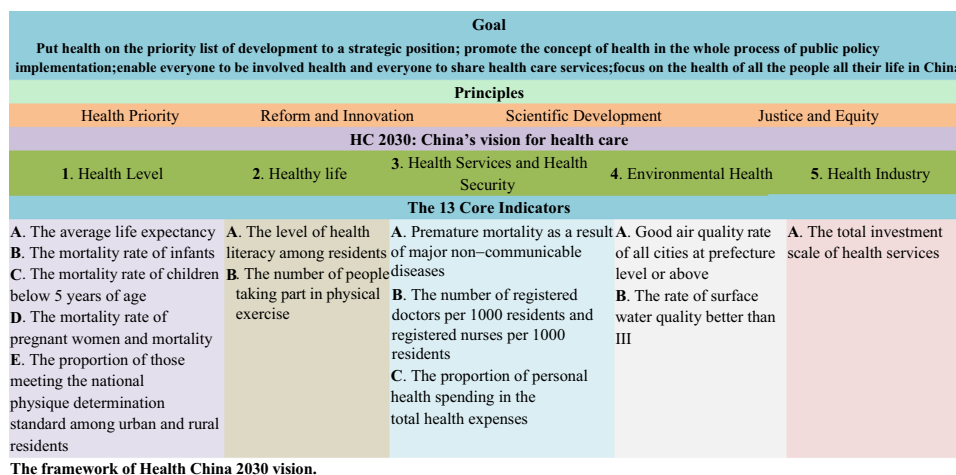 Goal
Put health on the priority list of development to a strategic position; promote the concept of health in the whole process of public policy
implementation;enable everyone to be involved health and everyone to share health care services;focus on the health of all the people all their life in China
Principles
Health Priority Reform and Innovation Scientific Development Justice and Equity
HC 2030: China's vision for health care
1. Health Level 2. Healthy life 3. Health Services and Health
Security 4. Environmental Health 5. Health Industry
The 13 Core Indicators
A. The average life expectancy
B. The mortality rate of infants
C. The mortality rate of children
below 5 years of age
D. The mortality rate of
pregnant women and mortality
E. The proportion of those
meeting the national
physique determination
standard among urban and rural
residents
A. The level of health
literacy among residents
B. The number of people
taking part in physical
exercise
A. Premature mortality as a result
of major non−communicable
diseases
B. The number of registered
doctors per 1000 residents and
registered nurses per 1000
residents
C. The proportion of personal
health spending in the
total health expenses
A. Good air quality rate
of all cities at prefecture
level or above
B. The rate of surface
water quality better than
III
A. The total investment
scale of health services
The framework of Health China 2030 vision.